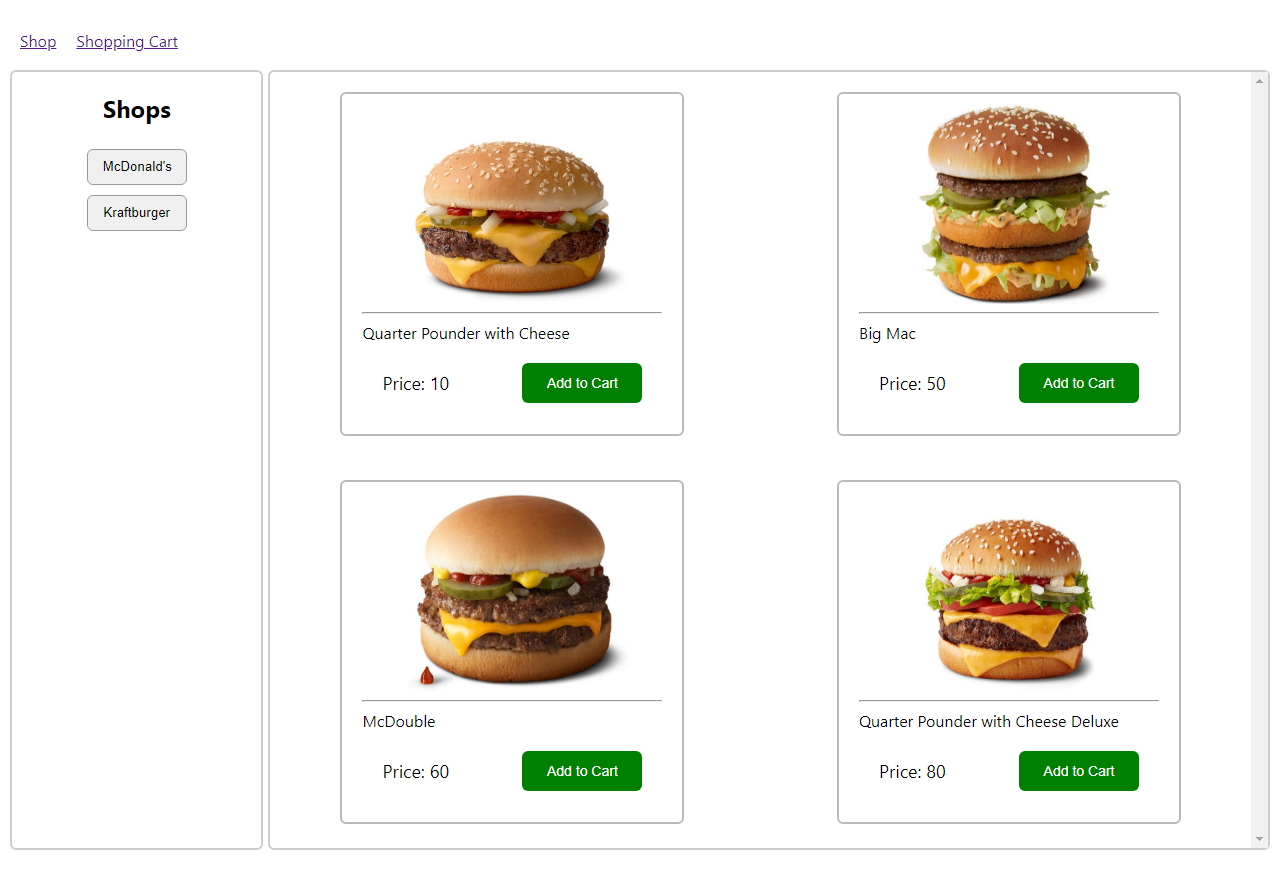 Shop Shopping Cart
Shops
McDonald's
Kraftburger
Quarter Pounder with Cheese
Price: 10 Add to Cart
Big Mac
Price: 50 Add to Cart
McDouble
Price: 60 Add to Cart
Quarter Pounder with Cheese Deluxe
Price: 80 Add to Cart